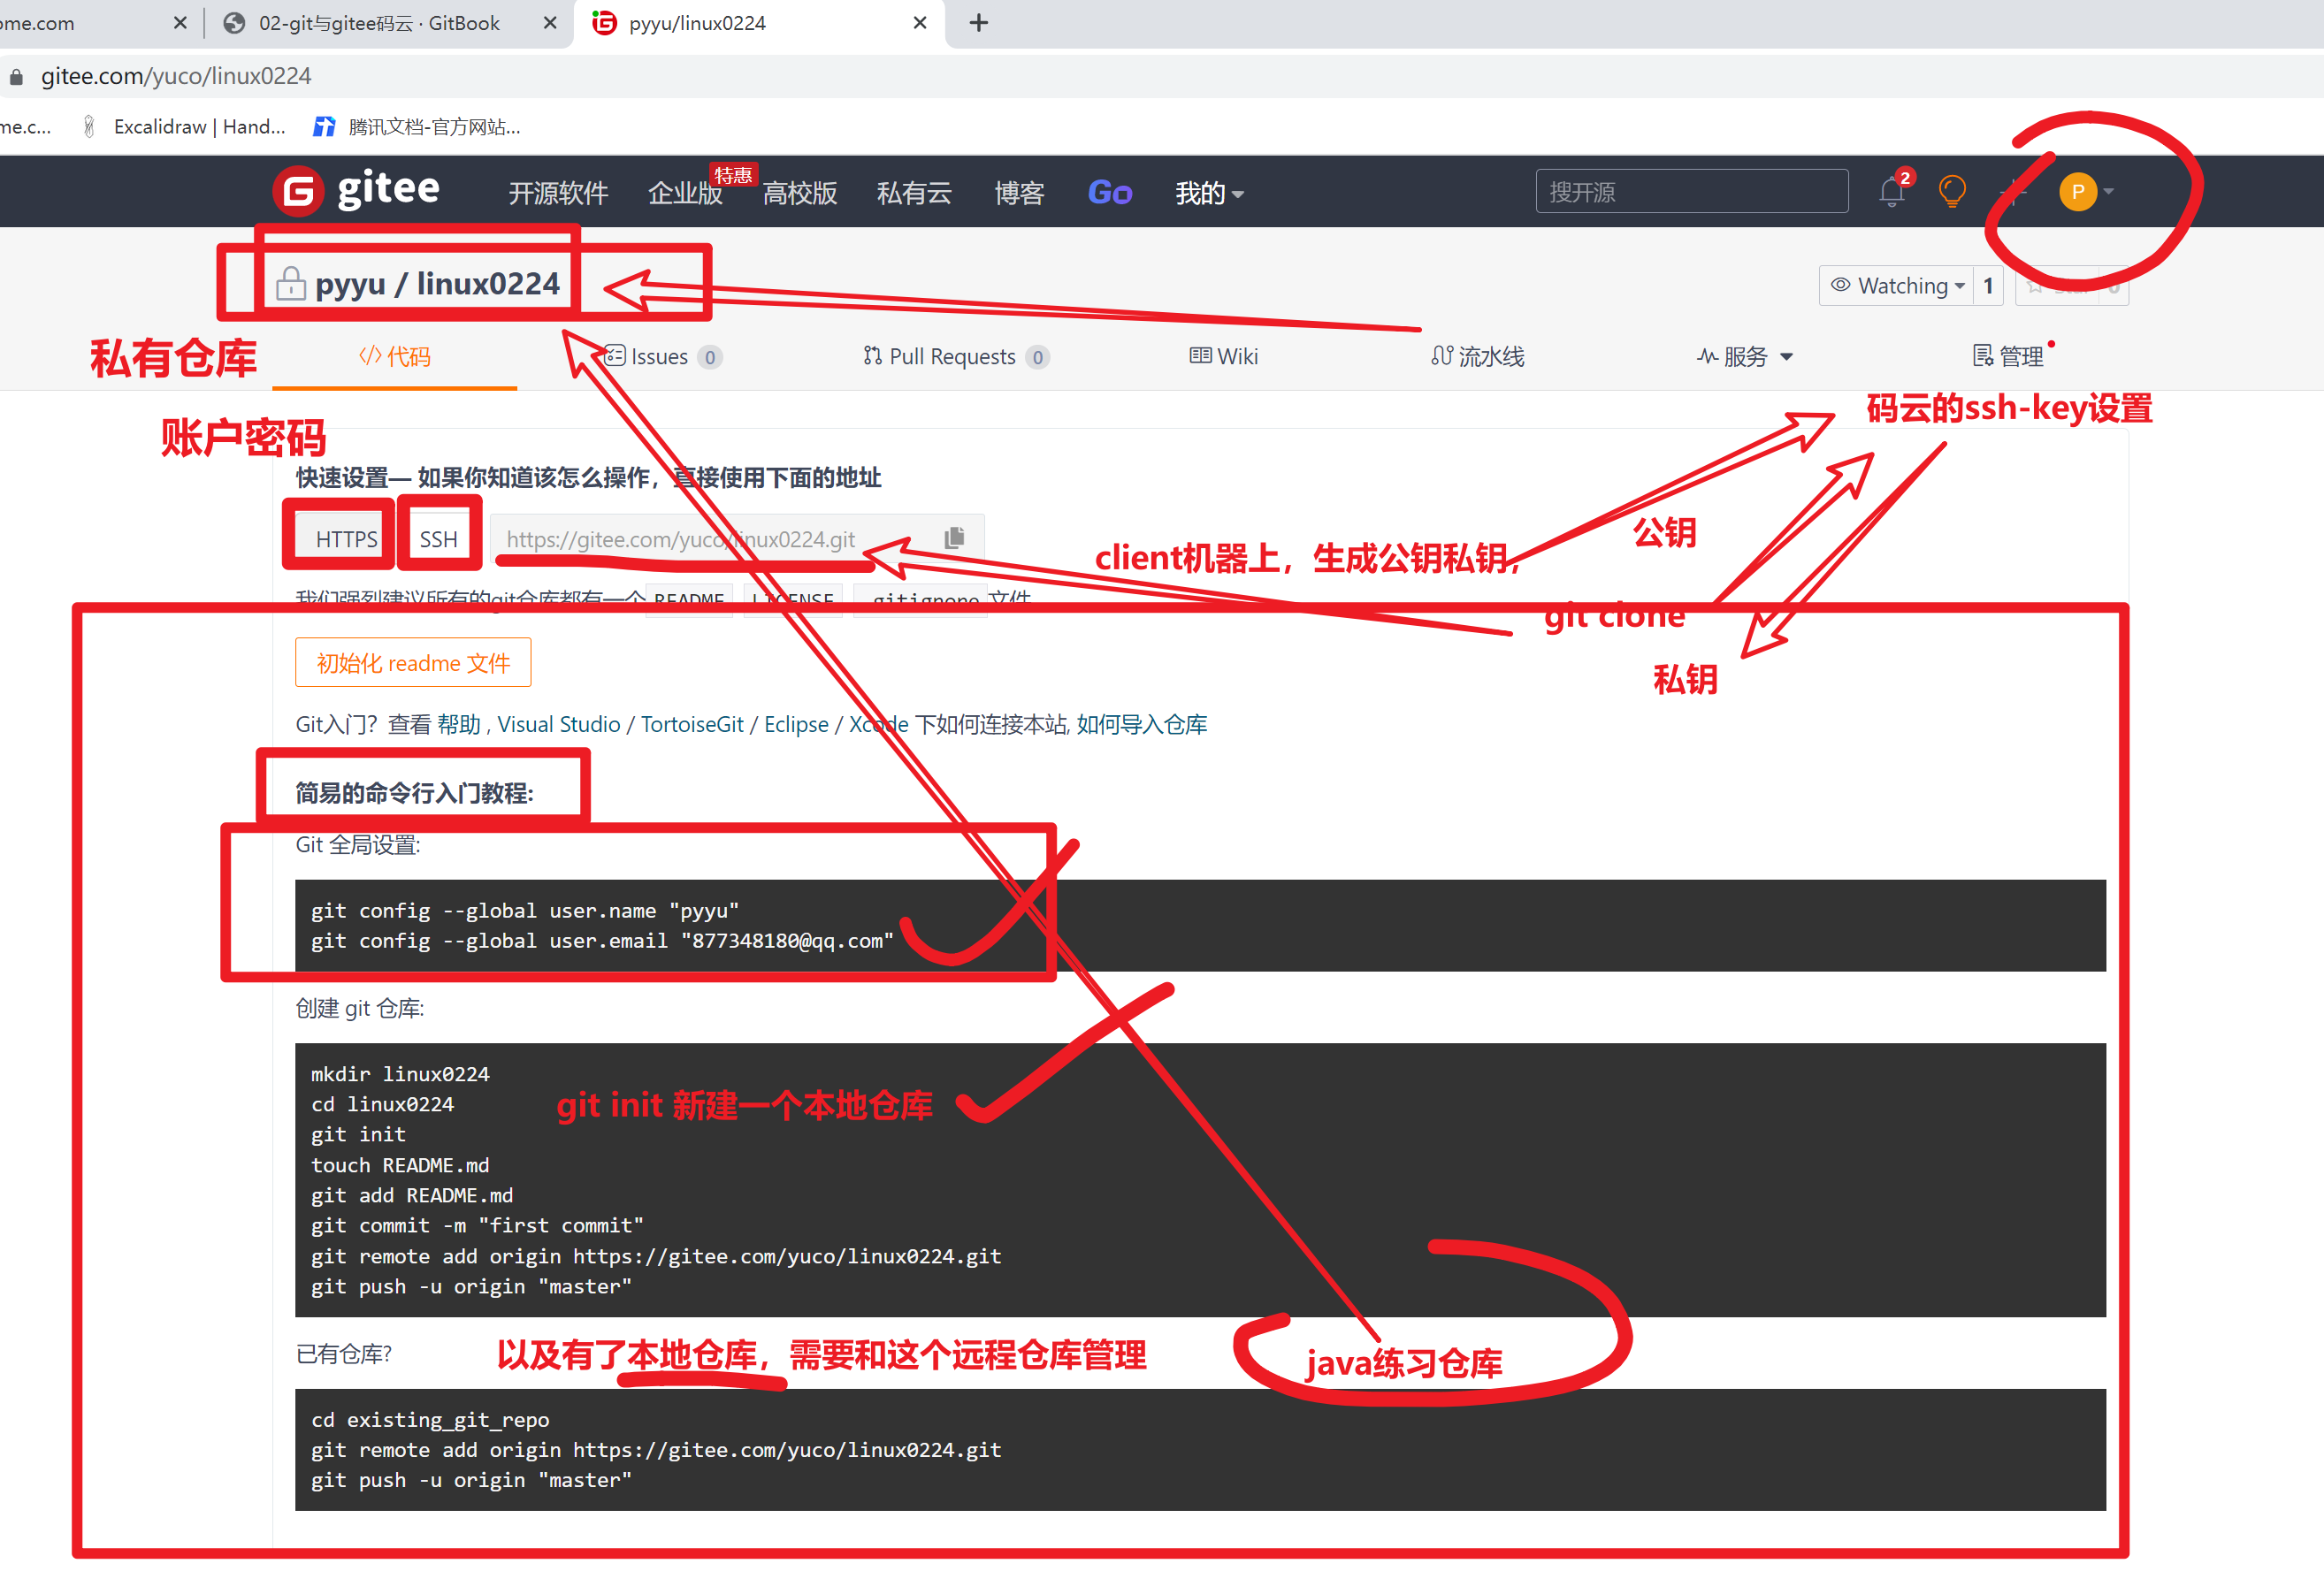 ome.com
02-git与gitee码云 · GitBook
pyyu/linux0224
gitee.com/yuco/linux0224
me.c...
Excalidraw | Hand...
腾讯文档-官方网站...
gitee
开源软件
企业版
特惠
高校版
私有云
博客
Go
我的
搜开源
2
P
pyyu / linux0224
Watching
1
私有仓库
代码
Issues 0
Pull Requests 0
Wiki
流水线
服务
管理
码云的ssh-key设置
账户密码
快速设置— 如果你知道该怎么操作，直接使用下面的地址
HTTPS
SSH
https://gitee.com/yuco/linux0224.git
client机器上，生成公钥私钥，
公钥
我们强烈建议所有的git仓库都有一个 README LICENSE .gitignore 文件
git clone
初始化 readme 文件
私钥
Git入门？查看 帮助 , Visual Studio / TortoiseGit / Eclipse / Xcode 下如何连接本站, 如何导入仓库
简易的命令行入门教程:
Git 全局设置:
git config --global user.name "pyyu"
git config --global user.email "877348180@qq.com"
创建 git 仓库:
mkdir linux0224
cd linux0224
git init 新建一个本地仓库
git init
touch README.md
git add README.md
git commit -m "first commit"
git remote add origin https://gitee.com/yuco/linux0224.git
git push -u origin "master"
已有仓库?
以及有了本地仓库，需要和这个远程仓库管理
java练习仓库
cd existing_git_repo
git remote add origin https://gitee.com/yuco/linux0224.git
git push -u origin "master"